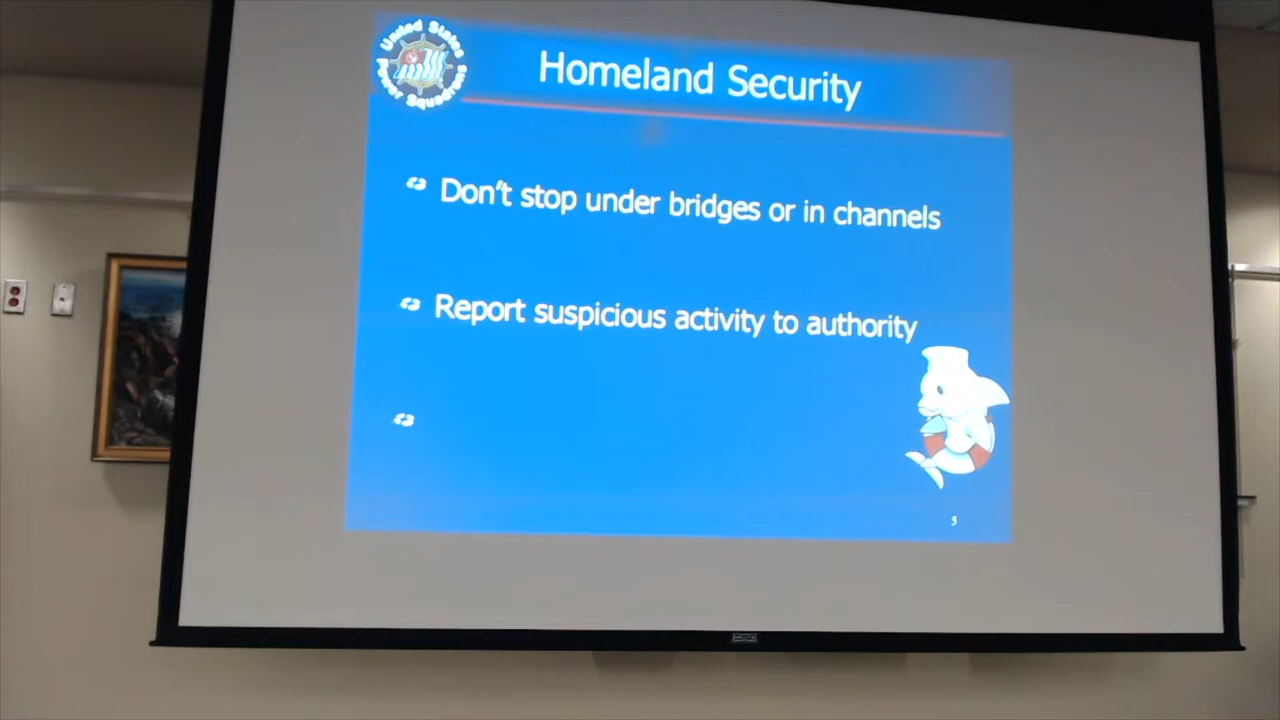 United States
Power Squadrons
Homeland Security
Don't stop under bridges or in channels
Report suspicious activity to authority
5